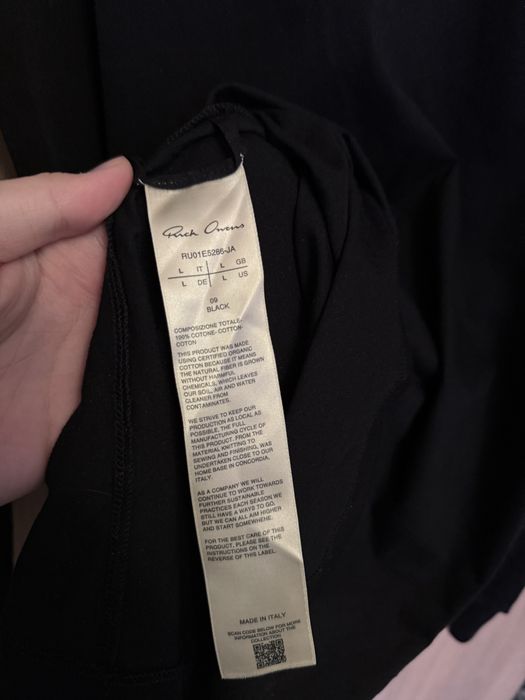 Rick Owens
RU01E5286-JA
L IT L GB
L DE L US
09
BLACK
COMPOSIZIONE TOTALE:
100% COTONE- COTTON-
COTON
THIS PRODUCT WAS MADE
USING CERTIFIED ORGANIC
COTTON BECAUSE IT MEANS
THE NATURAL FIBER IS GROWN
WITHOUT HARMFUL
CHEMICALS, WHICH LEAVES
OUR SOIL, AIR AND WATER
CLEANER FROM
CONTAMINATES.
WE STRIVE TO KEEP OUR
PRODUCTION AS LOCAL AS
POSSIBLE, THE FULL
MANUFACTURING CYCLE OF
THIS PRODUCT, FROM THE
MATERIAL KNITTING TO
SEWING AND FINISHING, WAS
UNDERTAKEN CLOSE TO OUR
HOME BASE IN CONCORDIA,
ITALY.
AS A COMPANY WE WILL
CONTINUE TO WORK TOWARDS
FURTHER SUSTAINABLE
PRACTICES EACH SEASON WE
STILL HAVE A WAYS TO GO,
BUT WE CAN ALL AIM HIGHER
AND START SOMEWHERE.
FOR THE BEST CARE OF THIS
PRODUCT, PLEASE SEE THE
INSTRUCTIONS ON THE
REVERSE OF THIS LABEL.
MADE IN ITALY
SCAN CODE BELOW FOR MORE
INFORMATION ABOUT THE
COLLECTION